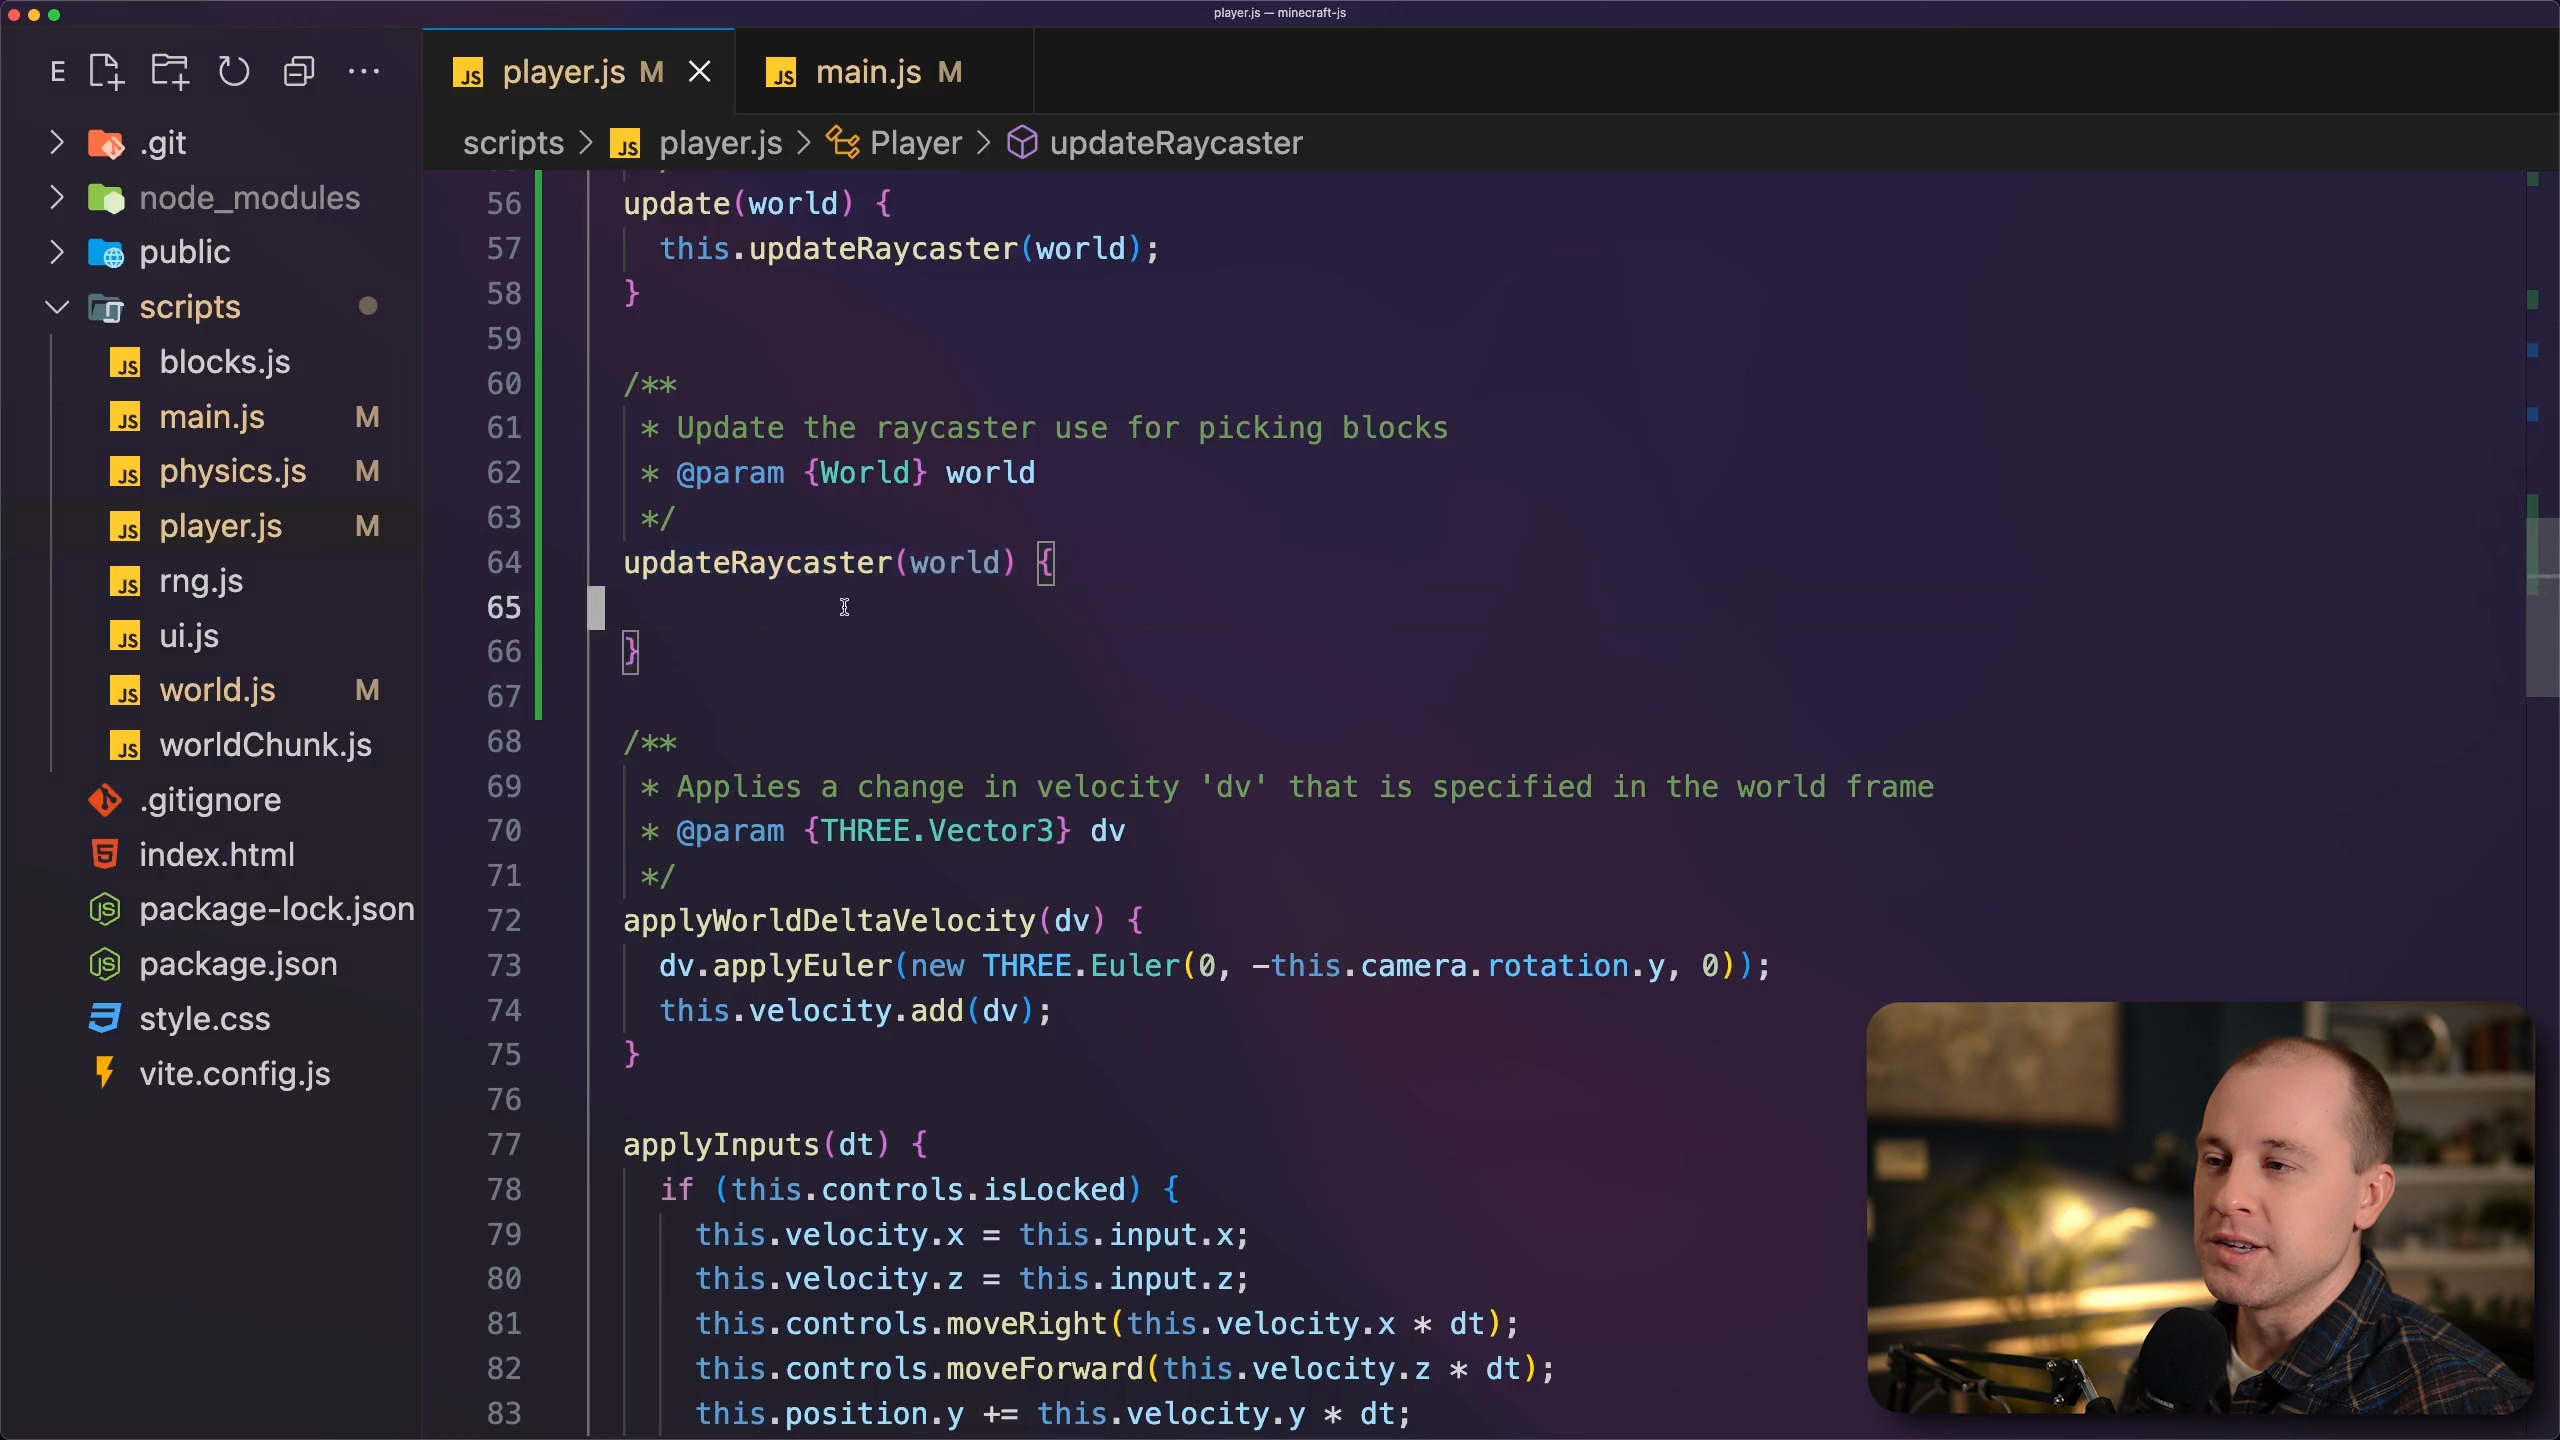 player.js — minecraft-js
E
player.js M
main.js M
scripts > player.js > Player > updateRaycaster
.git
node_modules
public
scripts
blocks.js
main.js M
physics.js M
player.js M
rng.js
ui.js
world.js M
worldChunk.js
.gitignore
index.html
package-lock.json
package.json
style.css
vite.config.js
56 update(world) {
57 this.updateRaycaster(world);
58 }
59
60 /**
61 * Update the raycaster use for picking blocks
62 * @param {World} world
63 */
64 updateRaycaster(world) {
65
66 }
67
68 /**
69 * Applies a change in velocity 'dv' that is specified in the world frame
70 * @param {THREE.Vector3} dv
71 */
72 applyWorldDeltaVelocity(dv) {
73 dv.applyEuler(new THREE.Euler(0, -this.camera.rotation.y, 0));
74 this.velocity.add(dv);
75 }
76
77 applyInputs(dt) {
78 if (this.controls.isLocked) {
79 this.velocity.x = this.input.x;
80 this.velocity.z = this.input.z;
81 this.controls.moveRight(this.velocity.x * dt);
82 this.controls.moveForward(this.velocity.z * dt);
83 this.position.y += this.velocity.y * dt;